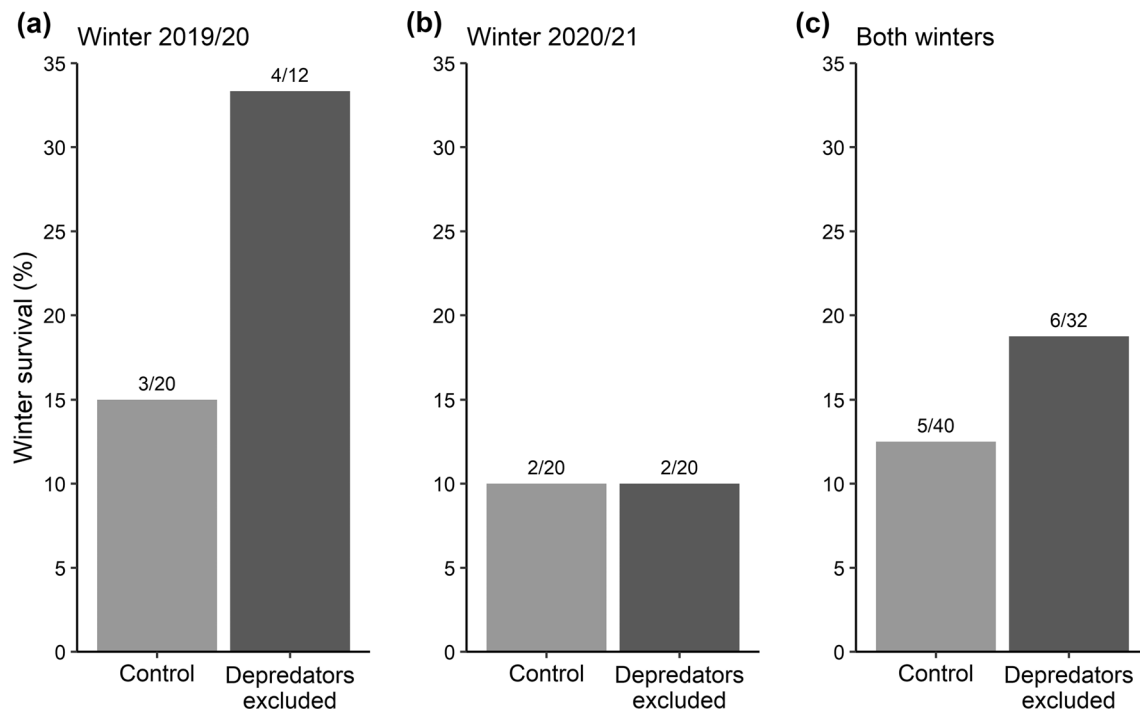 (a) Winter 2019/20
35
30
25
20
15
10
5
0
Winter survival (%)
3/20
4/12
Control
Depredators
excluded
(b) Winter 2020/21
35
30
25
20
15
10
5
0
2/20
2/20
Control
Depredators
excluded
(c) Both winters
35
30
25
20
15
10
5
0
5/40
6/32
Control
Depredators
excluded